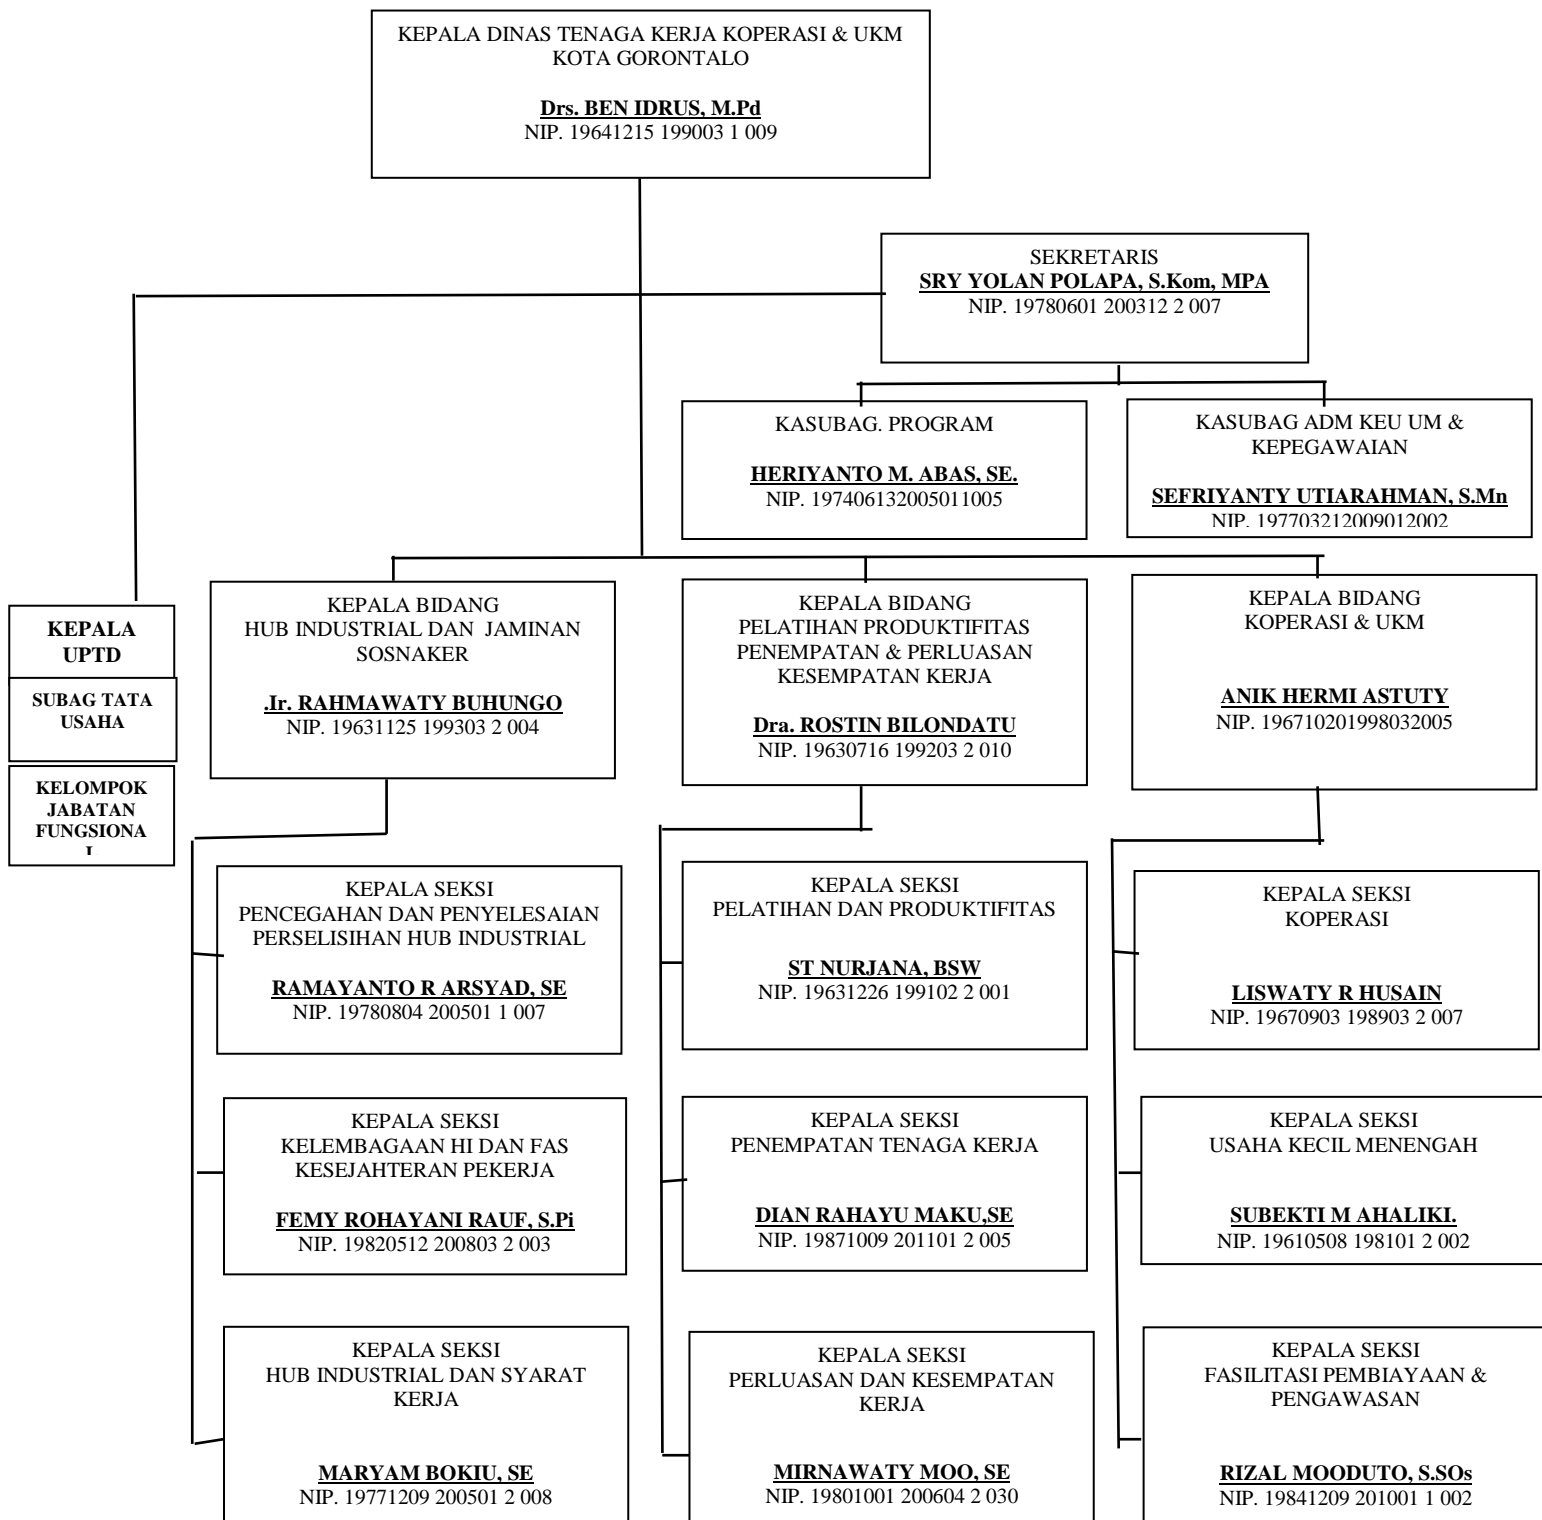 KEPALA DINAS TENAGA KERJA KOPERASI & UKM
KOTA GORONTALO
Drs. BEN IDRUS, M.Pd
NIP. 19641215 199003 1 009
SEKRETARIS
SRY YOLAN POLAPA, S.Kom, MPA
NIP. 19780601 200312 2 007
KASUBAG. PROGRAM
HERIYANTO M. ABAS, SE.
NIP. 197406132005011005
KASUBAG ADM KEU UM &
KEPEGAWAIAN
SEFRIYANTY UTIARAHMAN, S.Mn
NIP. 197703212009012002
KEPALA
UPTD
SUBAG TATA
USAHA
KELOMPOK
JABATAN
FUNGSIONA
L
KEPALA BIDANG
HUB INDUSTRIAL DAN JAMINAN
SOSNAKER
.Ir. RAHMAWATY BUHUNGO
NIP. 19631125 199303 2 004
KEPALA BIDANG
PELATIHAN PRODUKTIFITAS
PENEMPATAN & PERLUASAN
KESEMPATAN KERJA
Dra. ROSTIN BILONDATU
NIP. 19630716 199203 2 010
KEPALA BIDANG
KOPERASI & UKM
ANIK HERMI ASTUTY
NIP. 196710201998032005
KEPALA SEKSI
PENCEGAHAN DAN PENYELESAIAN
PERSELISIHAN HUB INDUSTRIAL
RAMAYANTO R ARSYAD, SE
NIP. 19780804 200501 1 007
KEPALA SEKSI
PELATIHAN DAN PRODUKTIFITAS
ST NURJANA, BSW
NIP. 19631226 199102 2 001
KEPALA SEKSI
KOPERASI
LISWATY R HUSAIN
NIP. 19670903 198903 2 007
KEPALA SEKSI
KELEMBAGAAN HI DAN FAS
KESEJAHTERAN PEKERJA
FEMY ROHAYANI RAUF, S.Pi
NIP. 19820512 200803 2 003
KEPALA SEKSI
PENEMPATAN TENAGA KERJA
DIAN RAHAYU MAKU,SE
NIP. 19871009 201101 2 005
KEPALA SEKSI
USAHA KECIL MENENGAH
SUBEKTI M AHALIKI.
NIP. 19610508 198101 2 002
KEPALA SEKSI
HUB INDUSTRIAL DAN SYARAT
KERJA
MARYAM BOKIU, SE
NIP. 19771209 200501 2 008
KEPALA SEKSI
PERLUASAN DAN KESEMPATAN
KERJA
MIRNAWATY MOO, SE
NIP. 19801001 200604 2 030
KEPALA SEKSI
FASILITASI PEMBIAYAAN &
PENGAWASAN
RIZAL MOODUTO, S.SOs
NIP. 19841209 201001 1 002